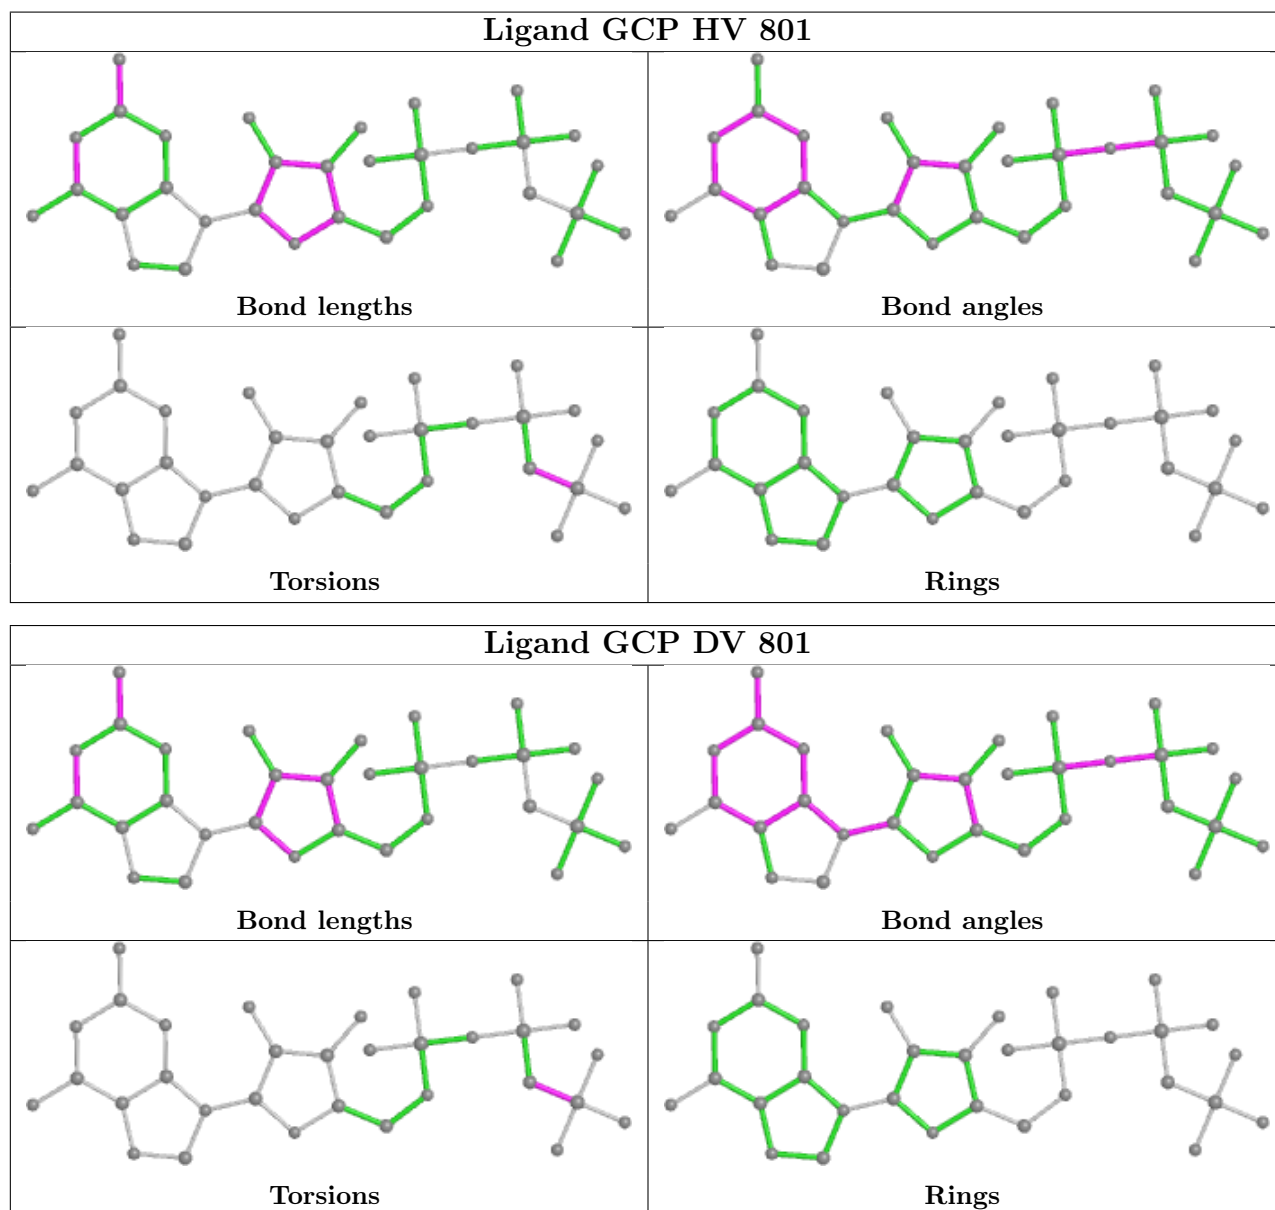 Ligand GCP HV 801
Bond lengths
Bond angles
Torsions
Rings
Ligand GCP DV 801
Bond lengths
Bond angles
Torsions
Rings